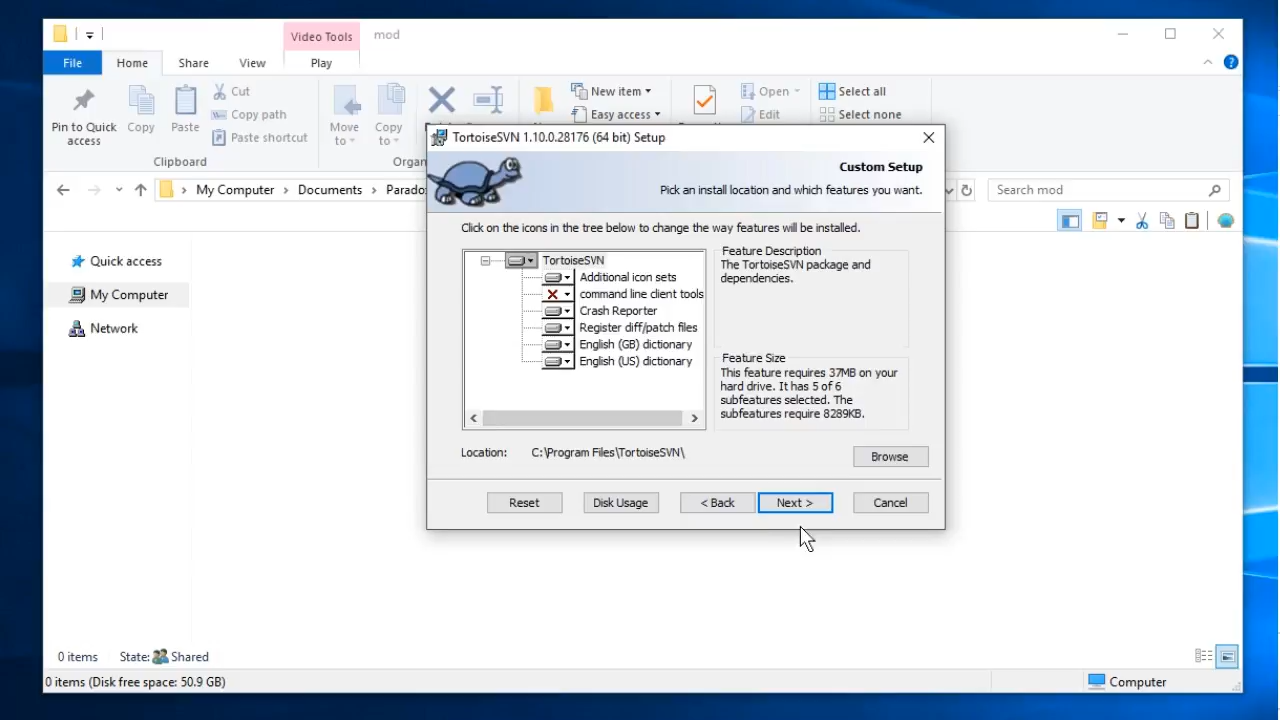 Video Tools
mod
File
Home
Share
View
Play
Pin to Quick
access
Copy
Paste
Cut
Copy path
Paste shortcut
Clipboard
Move
to
Copy
to
New item
Easy access
Open
Edit
Select all
Select none
My Computer
Documents
Search mod
Quick access
My Computer
Network
TortoiseSVN 1.10.0.28176 (64 bit) Setup
Custom Setup
Pick an install location and which features you want.
Click on the icons in the tree below to change the way features will be installed.
TortoiseSVN
Additional icon sets
command line client tools
Crash Reporter
Register diff/patch files
English (GB) dictionary
English (US) dictionary
Feature Description
The TortoiseSVN package and
dependencies.
Feature Size
This feature requires 37MB on your
hard drive. It has 5 of 6
subfeatures selected. The
subfeatures require 8289KB.
Location: C:\Program Files\TortoiseSVN\
Browse
Reset
Disk Usage
< Back
Next >
Cancel
0 items State: Shared
0 items (Disk free space: 50.9 GB)
Computer